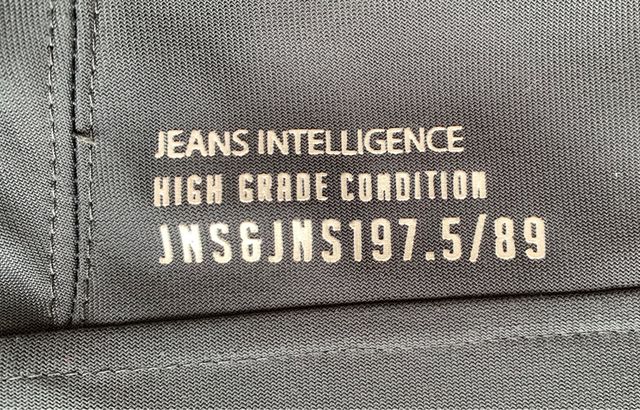 JEANS INTELLIGENCE
HIGH GRADE CONDITION
JNS&JNS197.5/89